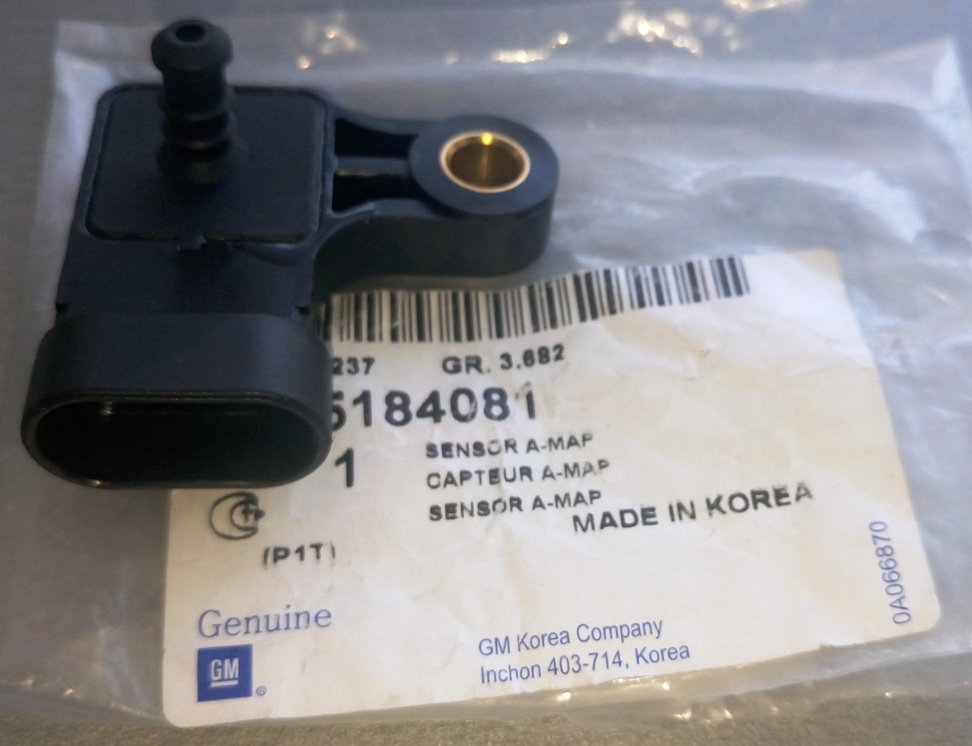 237 GR. 3.682
5184081
1
SENSOR A-MAP
CAPTEUR A-MAP
SENSOR A-MAP
MADE IN KOREA
(P1T)
0A066870
Genuine
GM
®
GM Korea Company
Inchon 403-714, Korea